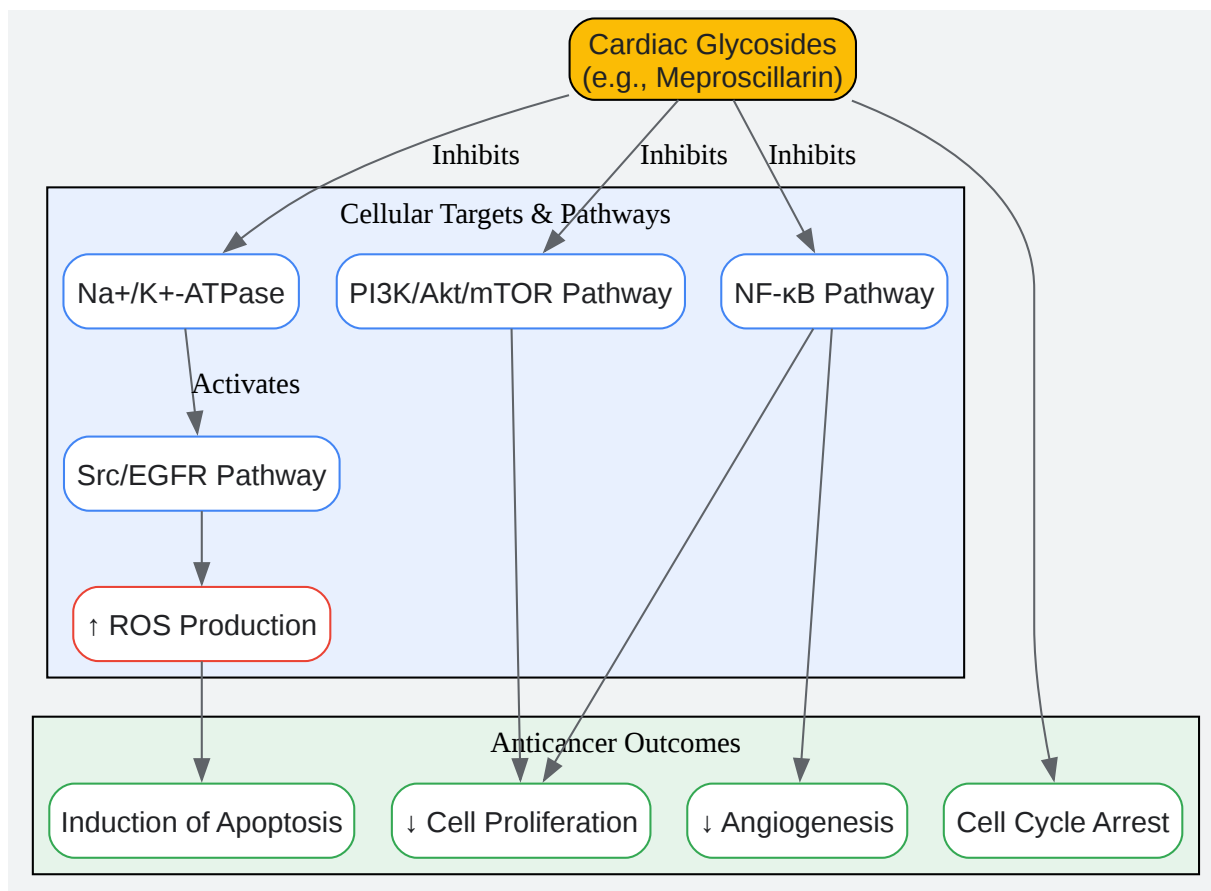 Cardiac Glycosides
(e.g., Meproscillarin)
Inhibits
Inhibits
Inhibits
Cellular Targets & Pathways
Na+/K+-ATPase
PI3K/Akt/mTOR Pathway
NF-κB Pathway
Activates
Src/EGFR Pathway
↑ ROS Production
Anticancer Outcomes
Induction of Apoptosis
↓ Cell Proliferation
↓ Angiogenesis
Cell Cycle Arrest